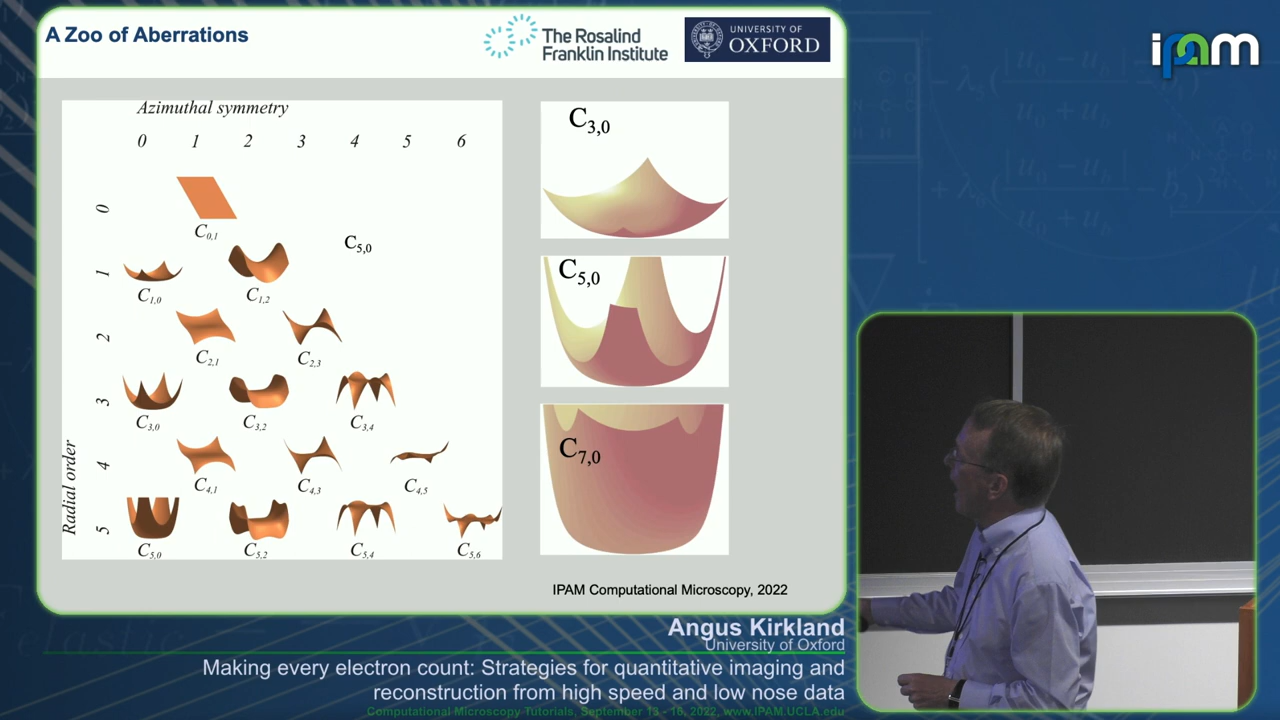 A Zoo of Aberrations
The Rosalind
Franklin Institute
UNIVERSITY OF
OXFORD
ipam
Azimuthal symmetry
0 1 2 3 4 5 6
0
C0,1
C5,0
1
C1,0 C1,2
2
C2,1 C2,3
3
C3,0 C3,2 C3,4
4
C4,1 C4,3 C4,5
5
C5,0 C5,2 C5,4 C5,6
Radial order
C3,0
C5,0
C7,0
IPAM Computational Microscopy, 2022
Angus Kirkland
University of Oxford
Making every electron count: Strategies for quantitative imaging and
reconstruction from high speed and low nose data
Computational Microscopy Tutorials, September 13 - 16, 2022, www.IPAM.UCLA.edu